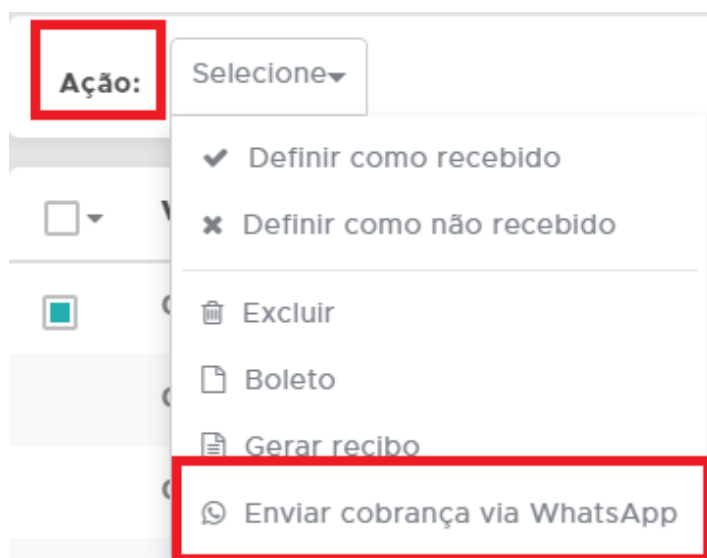 Ação:
Selecione
Definir como recebido
Definir como não recebido
Excluir
Boleto
Gerar recibo
Enviar cobrança via WhatsApp